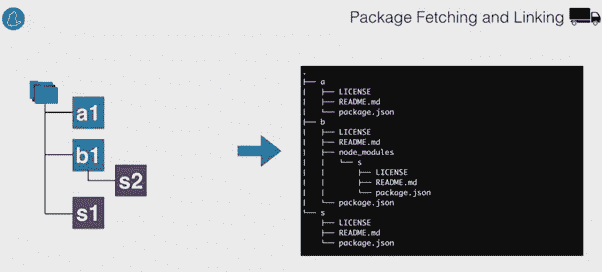 Package Fetching and Linking
a1
b1
s2
s1
.
├── a
│   ├── LICENSE
│   ├── README.md
│   └── package.json
├── b
│   ├── LICENSE
│   ├── README.md
│   ├── node_modules
│   │   └── s
│   │       ├── LICENSE
│   │       ├── README.md
│   │       └── package.json
│   └── package.json
└── s
    ├── LICENSE
    ├── README.md
    └── package.json